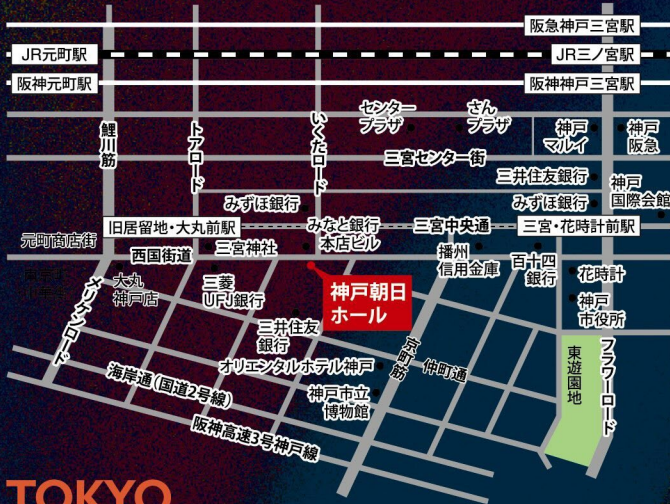 阪急神戸三宮駅
JR元町駅
JR三ノ宮駅
阪神元町駅
阪神神戸三宮駅
センター
プラザ
さん
プラザ
鯉川筋
トアロード
いくたロード
神戸
マルイ
神戸
阪急
三宮センター街
三井住友銀行
みずほ銀行
神戸
国際会館
みずほ銀行
旧居留地・大丸前駅
みなと銀行
本店ビル
三宮中央通
三宮・花時計前駅
元町商店街
西国街道
三宮神社
播州
信用金庫
百十四
銀行
花時計
大丸
神戸店
三菱
UFJ銀行
神戸朝日
ホール
神戸
市役所
メリケンロード
三井住友
銀行
京町筋
仲町通
東遊園地
フラワーロード
オリエンタルホテル神戸
海岸通（国道2号線）
神戸市立
博物館
阪神高速3号神戸線
TOKYO